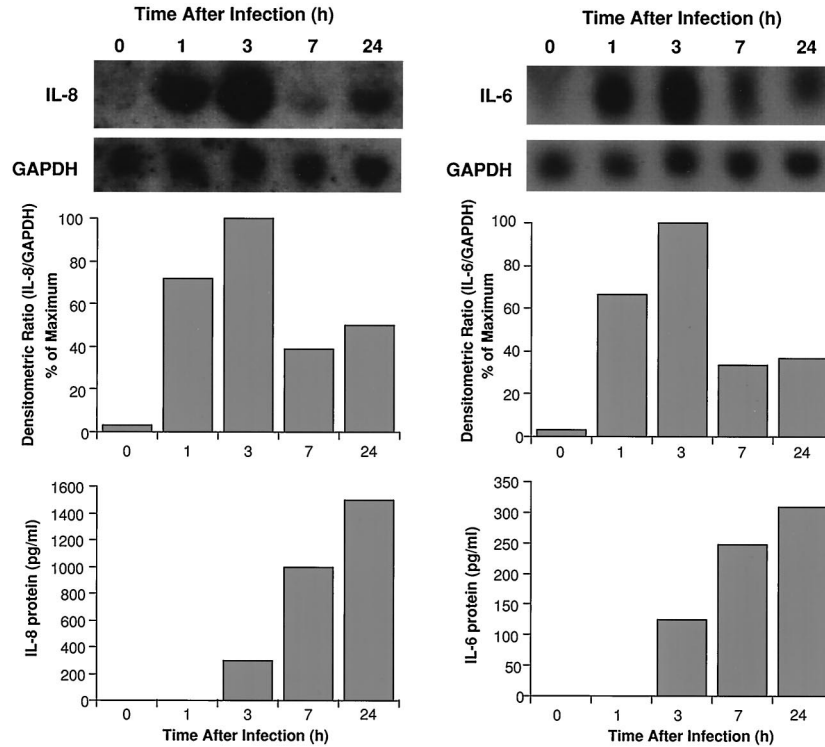 Time After Infection (h)
0 1 3 7 24
IL-8
GAPDH
Densitometric Ratio (IL-8/GAPDH)
% of Maximum
100
80
60
40
20
0
0 1 3 7 24
IL-8 protein (pg/ml)
1600
1400
1200
1000
800
600
400
200
0
0 1 3 7 24
Time After Infection (h)
Time After Infection (h)
0 1 3 7 24
IL-6
GAPDH
Densitometric Ratio (IL-6/GAPDH)
% of Maximum
100
80
60
40
20
0
0 1 3 7 24
IL-6 protein (pg/ml)
350
300
250
200
150
100
50
0
0 1 3 7 24
Time After Infection (h)